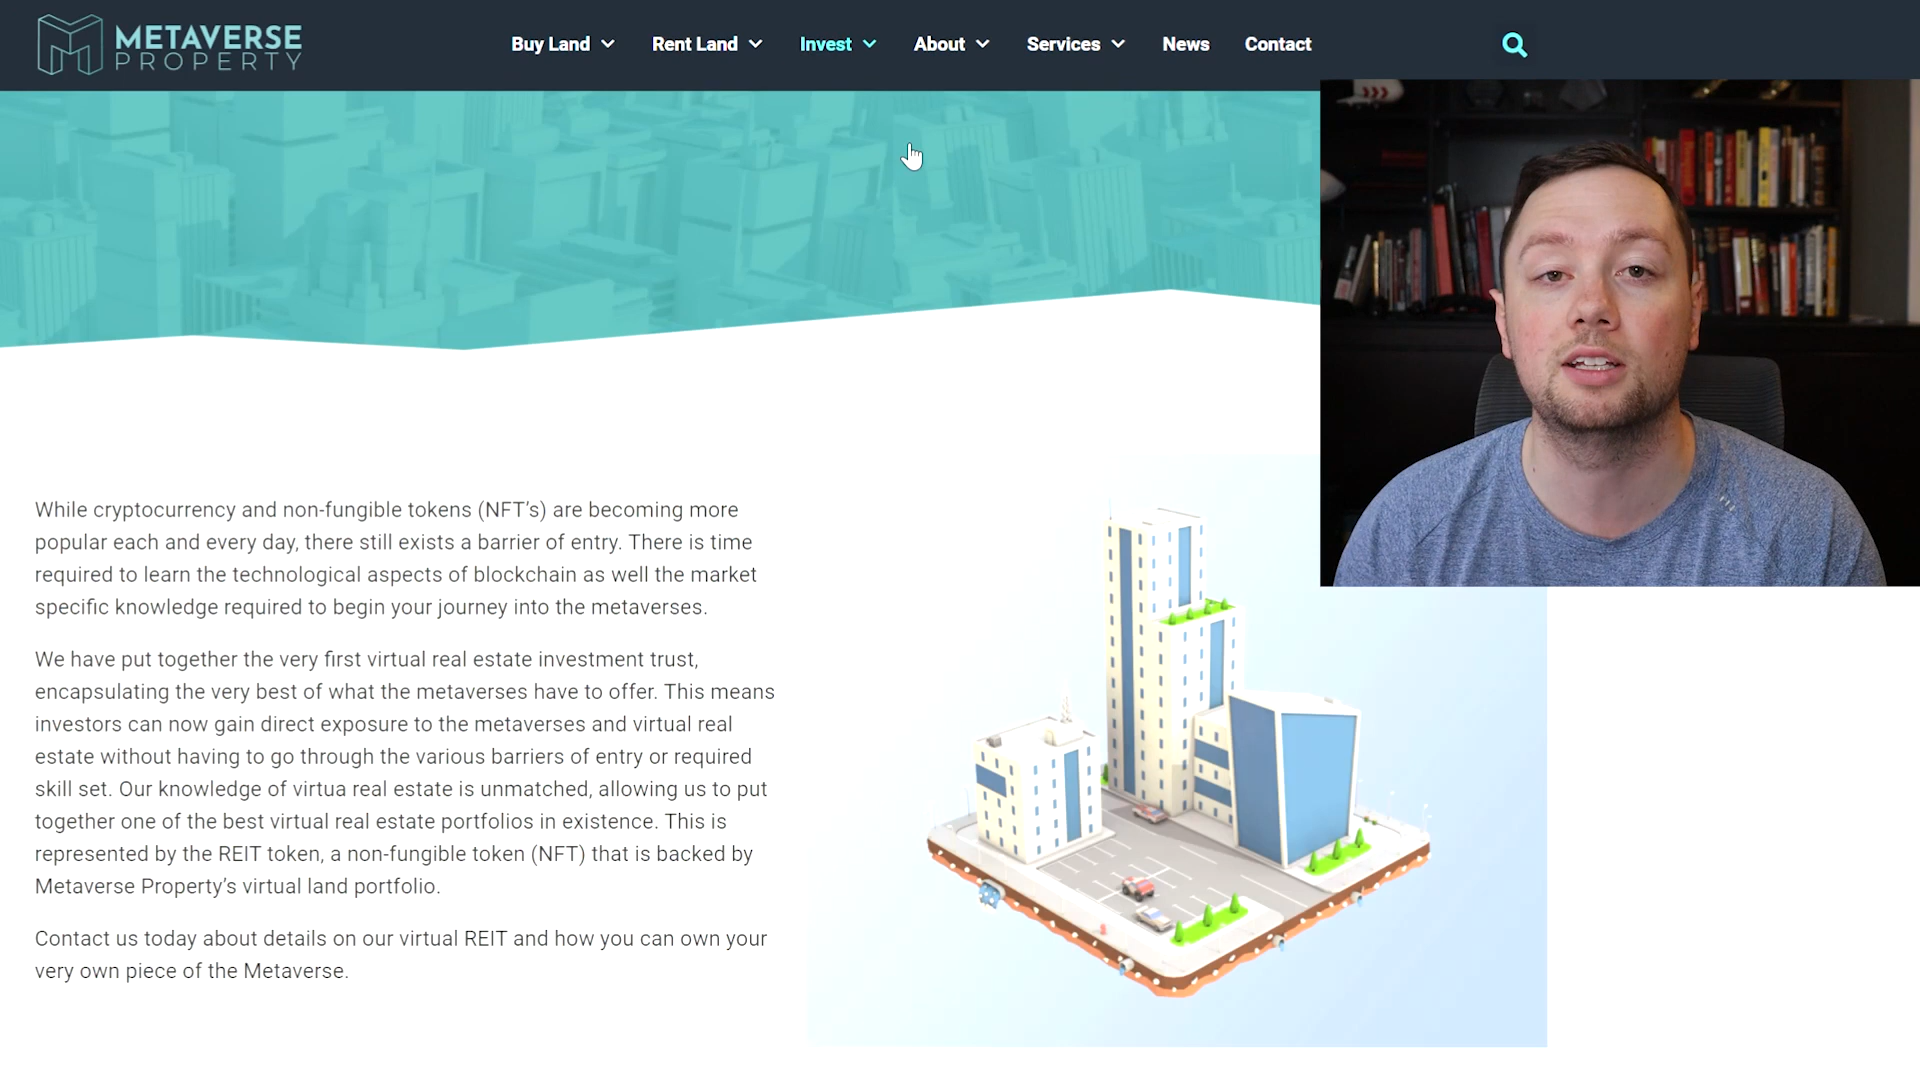 METAVERSE
PROPERTY
Buy Land Rent Land Invest About Services News Contact
While cryptocurrency and non-fungible tokens (NFT’s) are becoming more
popular each and every day, there still exists a barrier of entry. There is time
required to learn the technological aspects of blockchain as well the market
specific knowledge required to begin your journey into the metaverses.
We have put together the very first virtual real estate investment trust,
encapsulating the very best of what the metaverses have to offer. This means
investors can now gain direct exposure to the metaverses and virtual real
estate without having to go through the various barriers of entry or required
skill set. Our knowledge of virtua real estate is unmatched, allowing us to put
together one of the best virtual real estate portfolios in existence. This is
represented by the REIT token, a non-fungible token (NFT) that is backed by
Metaverse Property’s virtual land portfolio.
Contact us today about details on our virtual REIT and how you can own your
very own piece of the Metaverse.